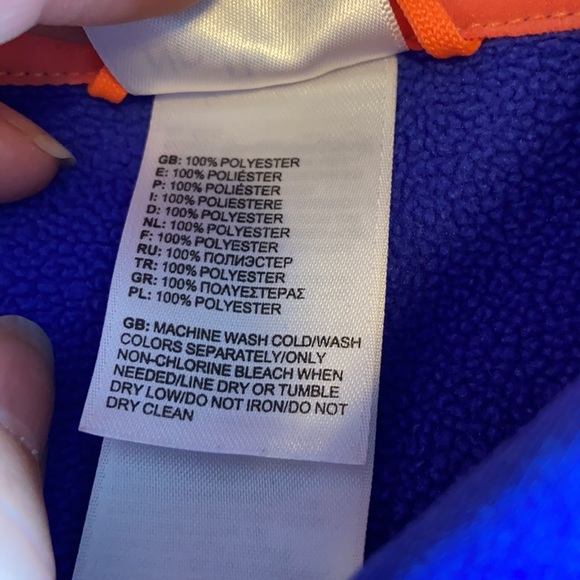 GB: 100% POLYESTER
E: 100% POLIÉSTER
P: 100% POLIÉSTER
I: 100% POLIESTERE
D: 100% POLYESTER
NL: 100% POLYESTER
F: 100% POLYESTER
RU: 100% ПОЛИЭСТЕР
TR: 100% POLYESTER
GR: 100% ΠΟΛΥΕΣΤΕΡΑΣ
PL: 100% POLYESTER
GB: MACHINE WASH COLD/WASH
COLORS SEPARATELY/ONLY
NON-CHLORINE BLEACH WHEN
NEEDED/LINE DRY OR TUMBLE
DRY LOW/DO NOT IRON/DO NOT
DRY CLEAN